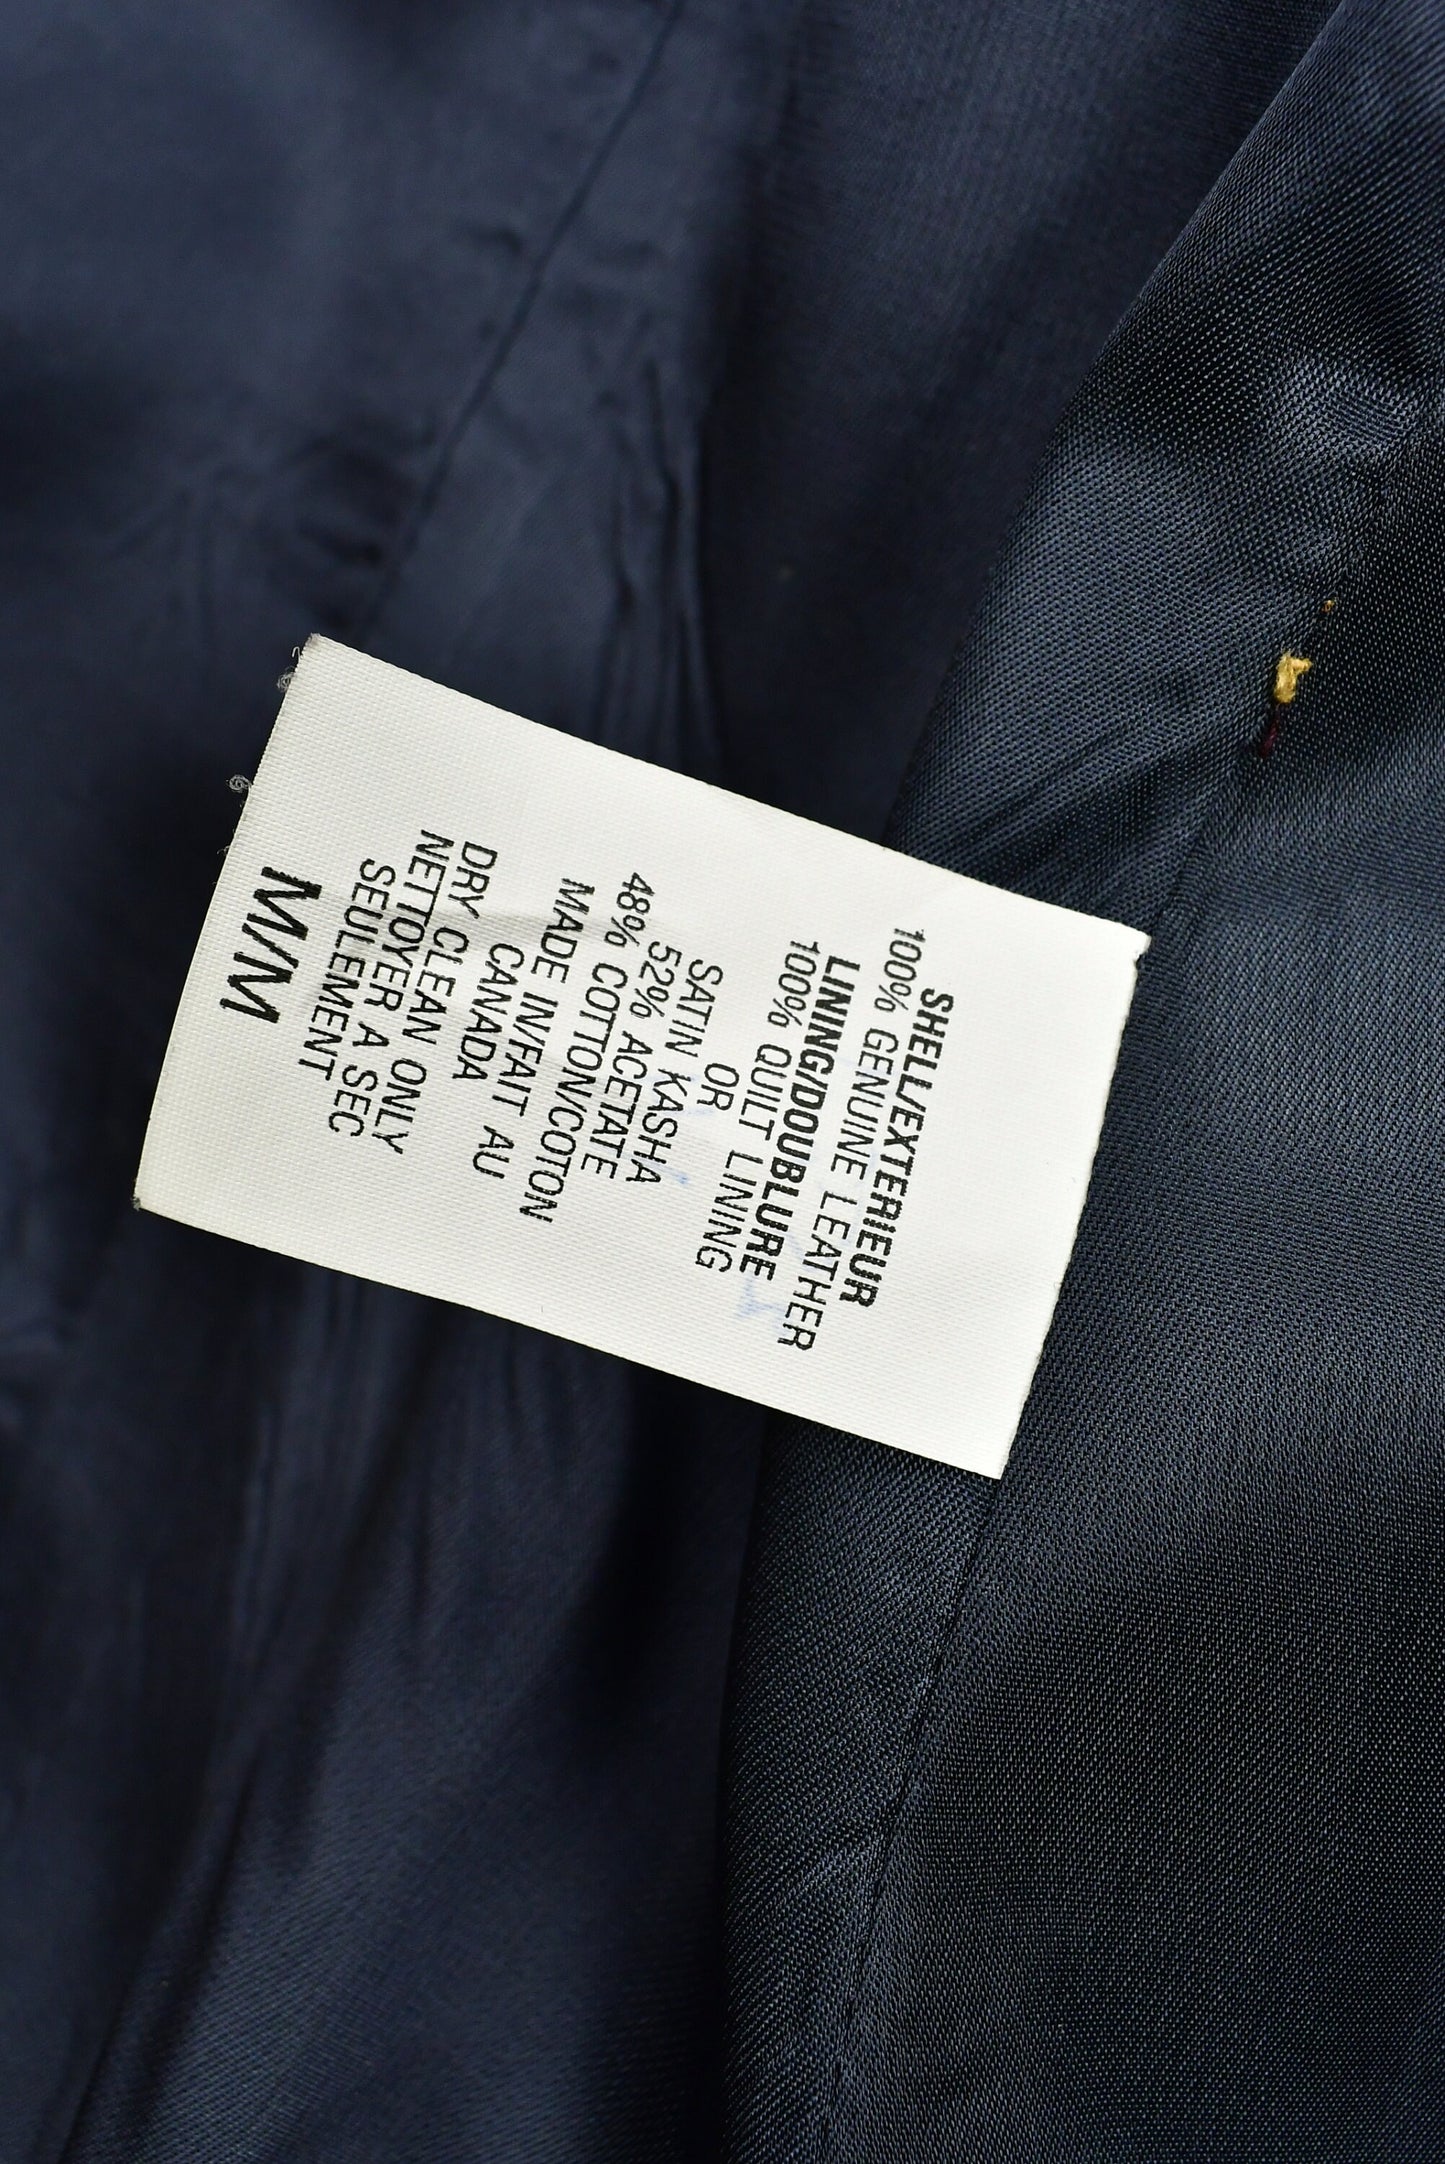 SHELL/EXTERIEUR
100% GENUINE LEATHER
LINING/DOUBLURE
100% QUILT LINING
OR
SATIN KASHA
52% ACETATE
48% COTTON/COTON
MADE IN/FAIT AU
CANADA
DRY CLEAN ONLY
NETTOYER A SEC
SEULEMENT
M/M